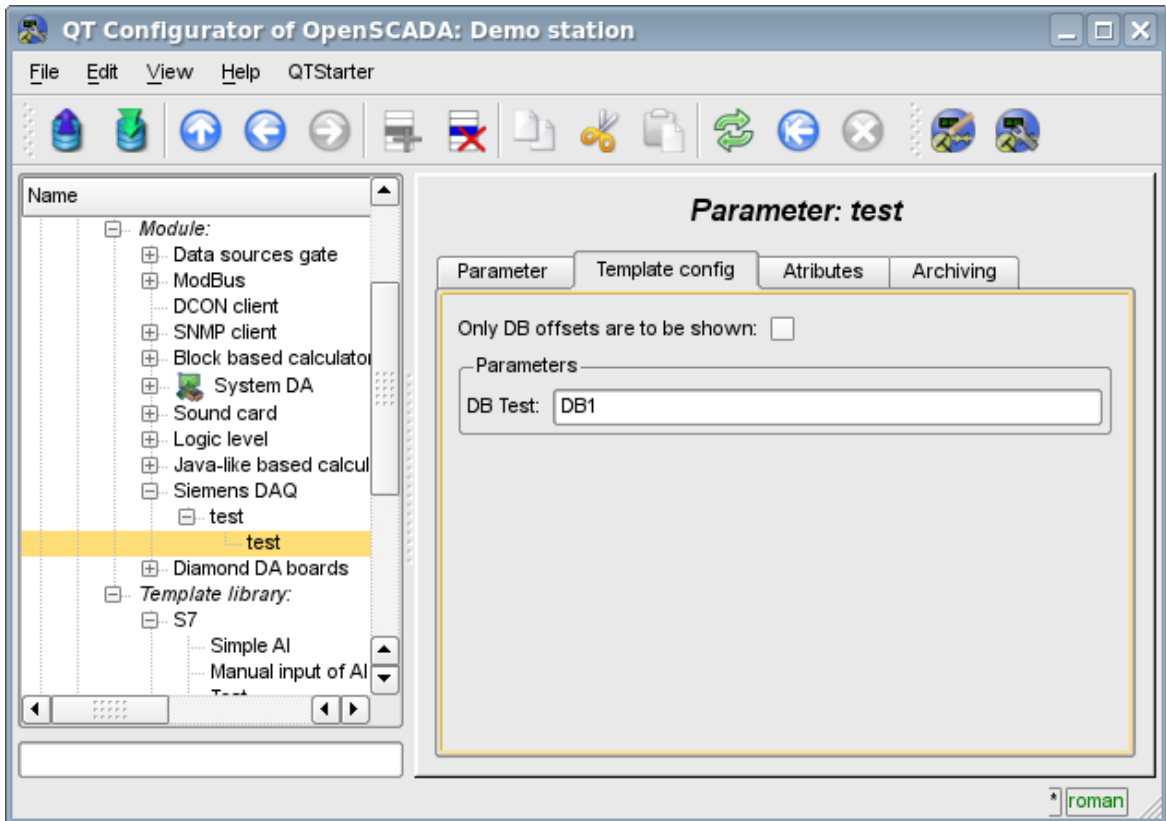 QT Configurator of OpenSCADA: Demo station
File Edit View Help QTStarter
Name
Module:
Data sources gate
ModBus
DCON client
SNMP client
Block based calculator
System DA
Sound card
Logic level
Java-like based calcul
Siemens DAQ
test
test
Diamond DA boards
Template library:
S7
Simple AI
Manual input of AI
Test
Parameter: test
Parameter Template config Atributes Archiving
Only DB offsets are to be shown:
Parameters
DB Test: DB1
* roman